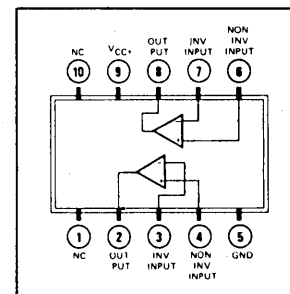 NON
OUT INV INV
NC VCC+ PUT INPUT INPUT
10 9 8 7 6
1 2 3 4 5
NC OUT INV NON GND
PUT INPUT INV
INPUT